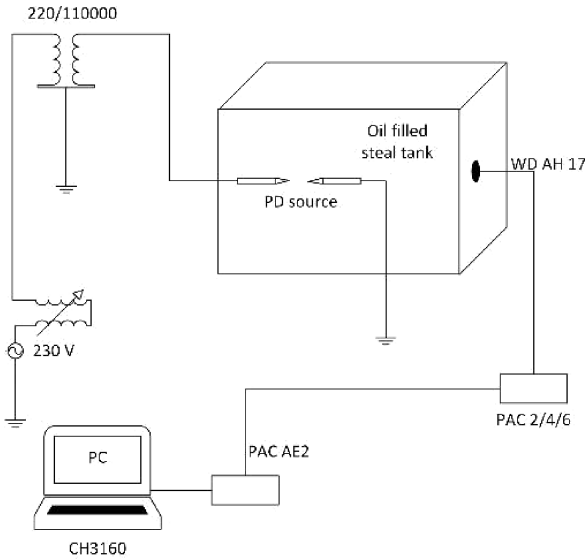 220/110000
Oil filled
steal tank
WD AH 17
PD source
230 V
PAC 2/4/6
PAC AE2
PC
CH3160